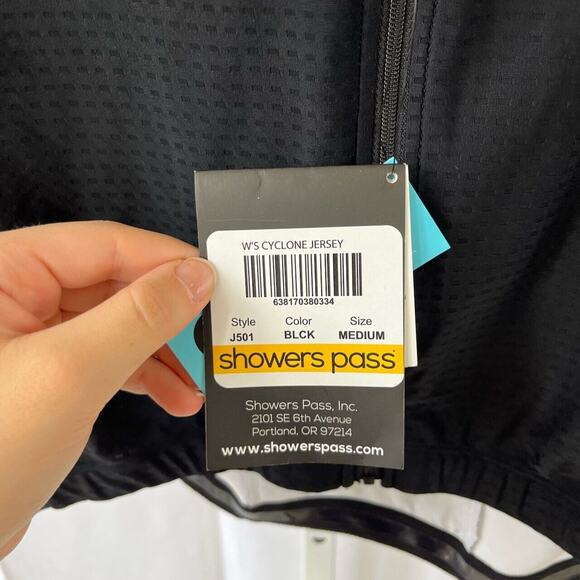 W'S CYCLONE JERSEY
638170380334
Style Color Size
J501 BLCK MEDIUM
showers pass
Showers Pass, Inc.
2101 SE 6th Avenue
Portland, OR 97214
www.showerspass.com